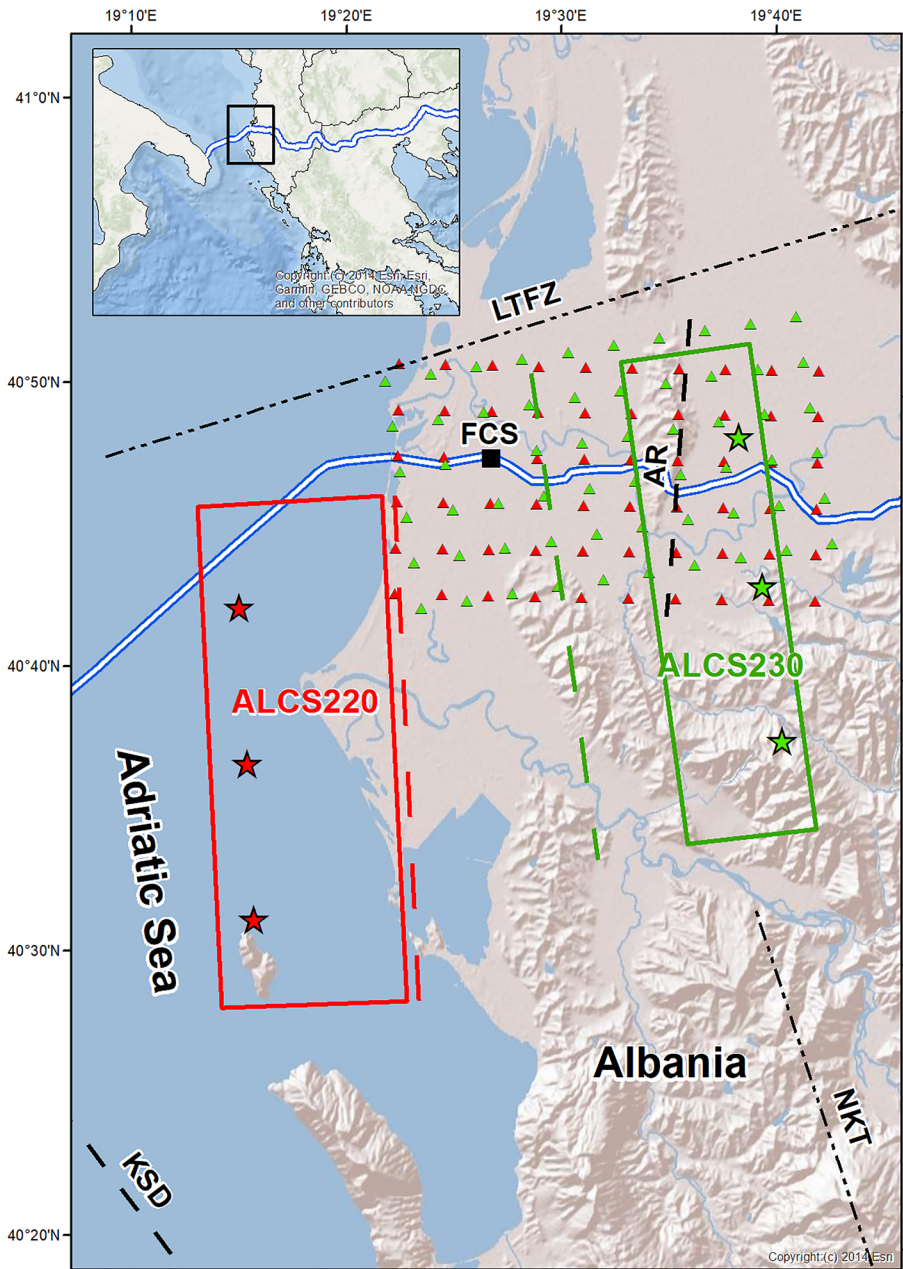 19°10'E
19°20'E
19°30'E
19°40'E
41°0'N
Copyright:(c) 2014 Esri Esri,
Garmin, GEBCO, NOAA NGDC,
and other contributors
LTFZ
40°50'N
FCS
AR
40°40'N
ALCS230
ALCS220
Adriatic Sea
40°30'N
Albania
NKT
KSD
40°20'N
Copyright:(c) 2014 Esri